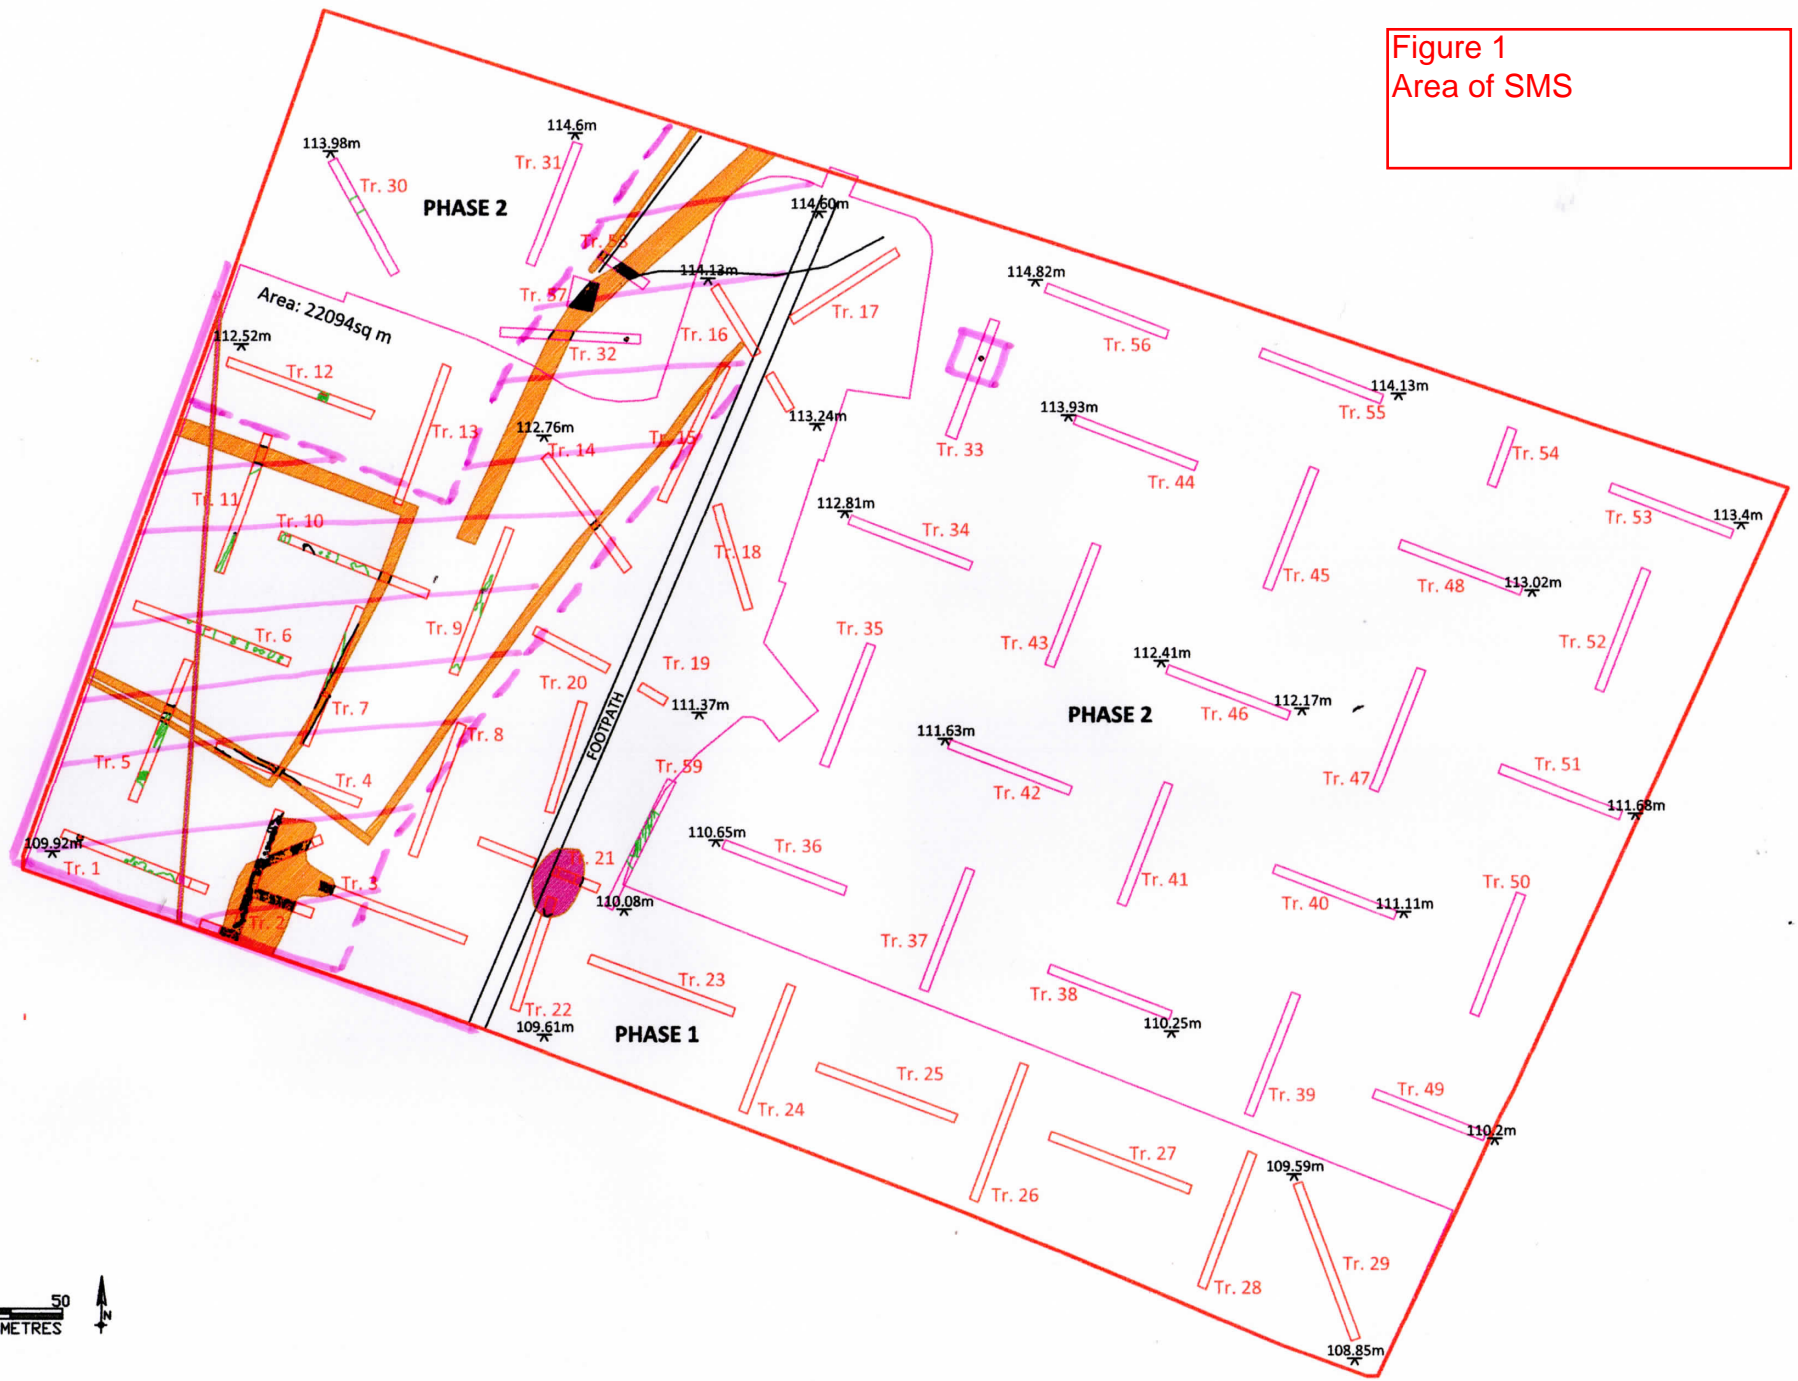 Figure 1
Area of SMS
114.6m
113.98m
Tr. 31
Tr. 30
PHASE 2
114.60m
Tr. 58
114.13m
114.82m
Tr. 57
Area: 22094sq m
Tr. 17
112.52m
Tr. 16
Tr. 32
Tr. 56
Tr. 12
114.13m
Tr. 55
113.93m
113.24m
112.76m
Tr. 13
Tr. 15
Tr. 14
Tr. 33
Tr. 54
Tr. 44
Tr. 11
112.81m
Tr. 53
113.4m
Tr. 10
Tr. 34
Tr. 18
Tr. 45
Tr. 48
113.02m
Tr. 9
Tr. 35
Tr. 6
Tr. 43
Tr. 52
112.41m
Tr. 19
Tr. 20
111.37m
112.17m
Tr. 46
PHASE 2
Tr. 7
FOOTPATH
Tr. 8
111.63m
Tr. 5
Tr. 59
Tr. 4
Tr. 42
Tr. 47
Tr. 51
111.68m
109.92m
110.65m
Tr. 36
Tr. 1
Tr. 21
Tr. 3
Tr. 41
Tr. 50
110.08m
Tr. 40
111.11m
Tr. 2
Tr. 37
Tr. 23
Tr. 38
Tr. 22
109.61m
PHASE 1
110.25m
Tr. 25
Tr. 24
Tr. 39
Tr. 49
110.2m
Tr. 27
109.59m
Tr. 26
Tr. 29
Tr. 28
50
METRES
N
108.85m